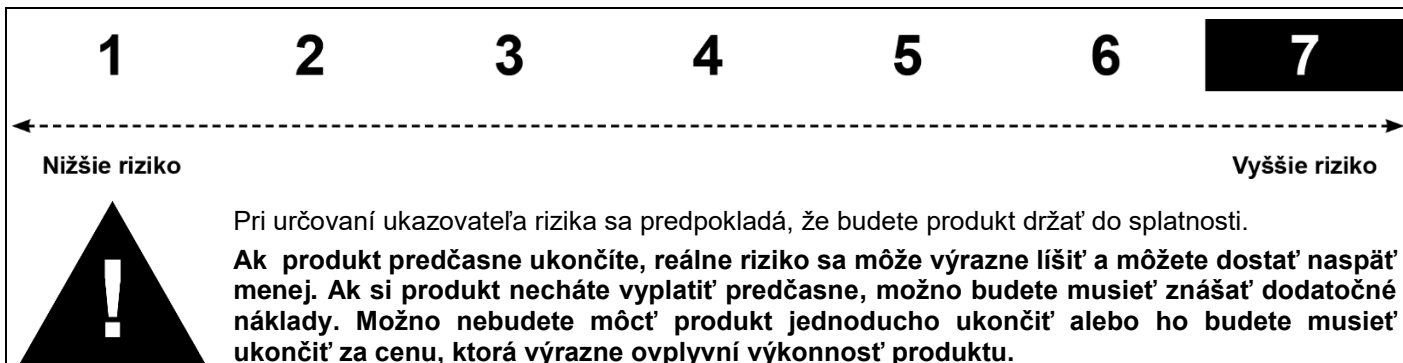 1 2 3 4 5 6 7
Nižšie riziko Vyššie riziko
Pri určovaní ukazovateľa rizika sa predpokladá, že budete produkt držať do splatnosti.
Ak produkt predčasne ukončíte, reálne riziko sa môže výrazne líšiť a môžete dostať naspäť
menej. Ak si produkt necháte vyplatiť predčasne, možno budete musieť znášať dodatočné
náklady. Možno nebudete môcť produkt jednoducho ukončiť alebo ho budete musieť
ukončiť za cenu, ktorá výrazne ovplyvní výkonnosť produktu.
!